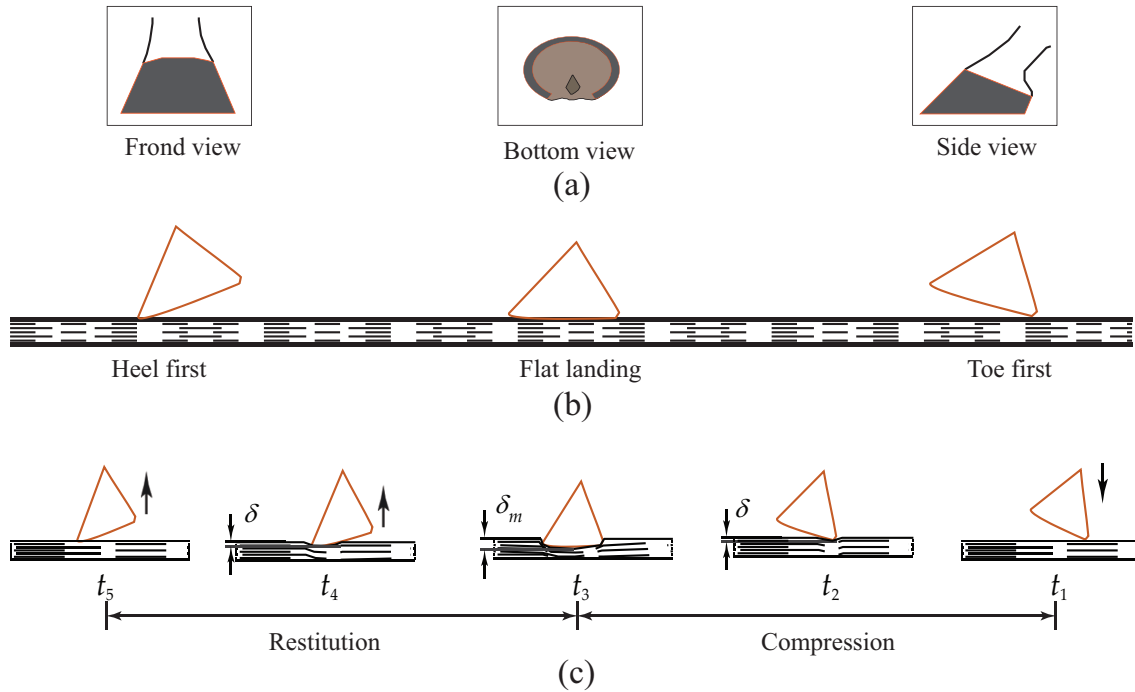 Frond view
Bottom view
Side view
(a)
Heel first
Flat landing
Toe first
(b)
δ
δm
δ
t5
t4
t3
t2
t1
Restitution
Compression
(c)